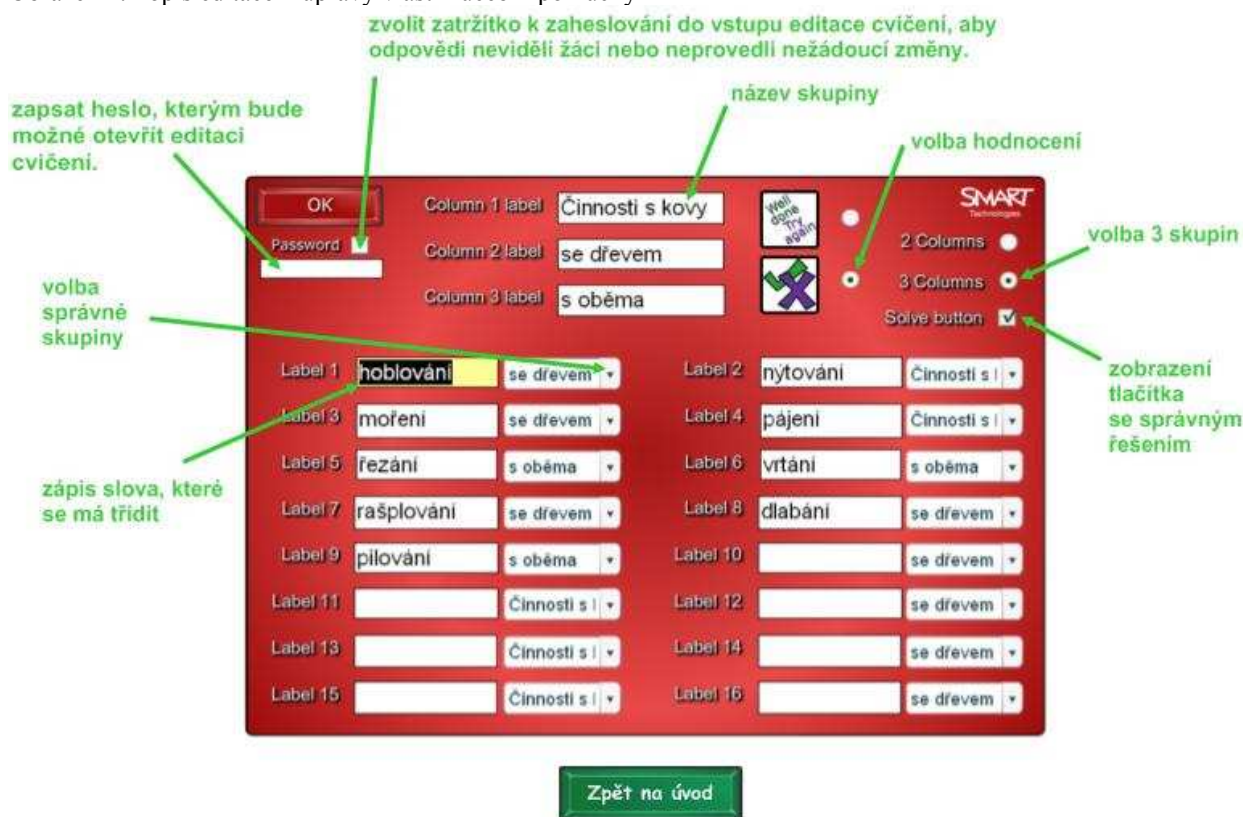 zvolit zatržítko k zaheslování do vstupu editace cvičení, aby
odpovědi neviděli žáci nebo neprovedli nežádoucí změny.
zapsat heslo, kterým bude
možné otevřít editaci
cvičení.
název skupiny
volba hodnocení
OK
Column 1 label Činnosti s kovy
Well done Try again
SMART
Technologies
Password
Column 2 label se dřevem
2 Columns
volba 3 skupin
3 Columns
Column 3 label s oběma
Solve button
volba
správné
skupiny
zobrazení
tlačítka
se správným
řešením
Label 1 hoblování se dřevem Label 2 nýtování Činnosti s
Label 3 moření se dřevem Label 4 pájení Činnosti s
Label 5 řezání s oběma Label 6 vrtání s oběma
zápis slova, které
se má třídit
Label 7 rašplování se dřevem Label 8 dlabání se dřevem
Label 9 pilování s oběma Label 10 se dřevem
Label 11 Činnosti s Label 12 se dřevem
Label 13 Činnosti s Label 14 se dřevem
Label 15 Činnosti s Label 16 se dřevem
Zpět na úvod